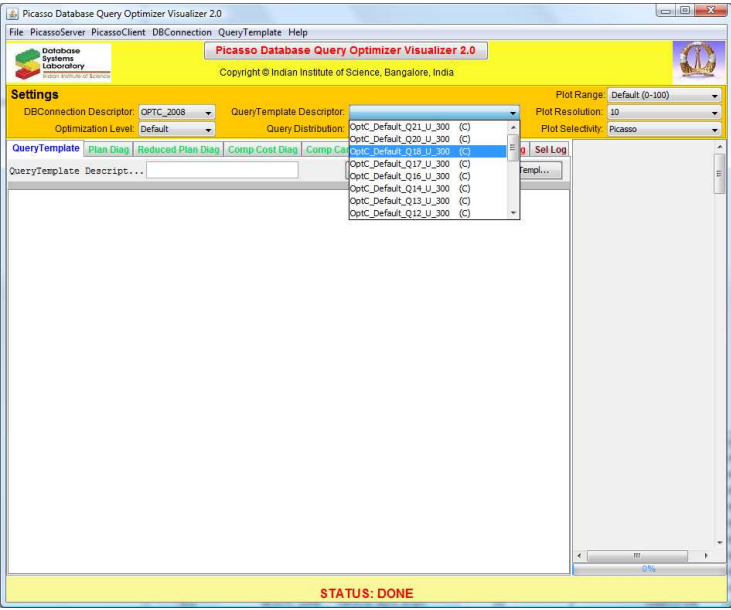 Picasso Database Query Optimizer Visualizer 2.0
File PicassoServer PicassoClient DBConnection QueryTemplate Help
Database
Systems
Laboratory
Indian Institute of Science
Picasso Database Query Optimizer Visualizer 2.0
Copyright © Indian Institute of Science, Bangalore, India
Settings
Plot Range: Default (0-100)
DBConnection Descriptor: OPTC_2008 QueryTemplate Descriptor: Plot Resolution: 10
Optimization Level: Default Query Distribution: Plot Selectivity: Picasso
OptC_Default_Q21_U_300 (C)
OptC_Default_Q20_U_300 (C)
OptC_Default_Q18_U_300 (C)
OptC_Default_Q17_U_300 (C)
OptC_Default_Q16_U_300 (C)
OptC_Default_Q14_U_300 (C)
OptC_Default_Q13_U_300 (C)
OptC_Default_Q12_U_300 (C)
QueryTemplate Plan Diag Reduced Plan Diag Comp Cost Diag Comp Ca g Sel Log
QueryTemplate Descript... Templ...
0%
STATUS: DONE